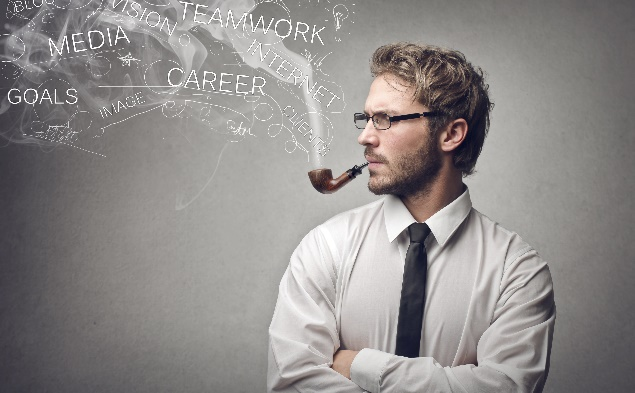 BLOG
VISION
TEAMWORK
MEDIA
INTERNET
CAREER
GOALS
IMAGE